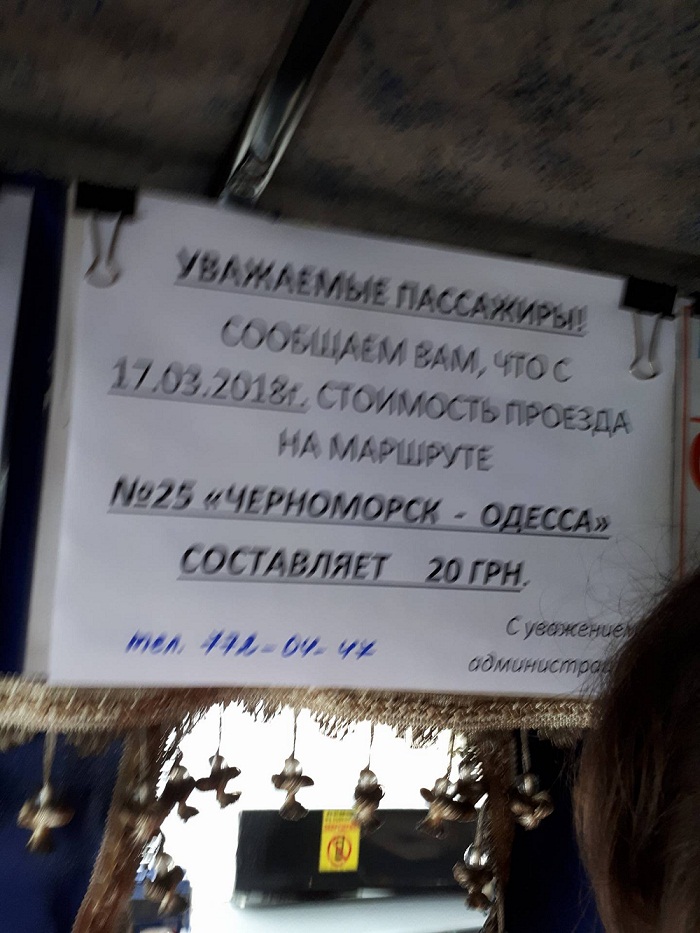 УВАЖАЕМЫЕ ПАССАЖИРЫ!
СООБЩАЕМ ВАМ, ЧТО С
17.03.2018г. СТОИМОСТЬ ПРОЕЗДА
НА МАРШРУТЕ
№25 «ЧЕРНОМОРСК - ОДЕССА»
СОСТАВЛЯЕТ 20 ГРН.
С уважением
тел. 772-04-47